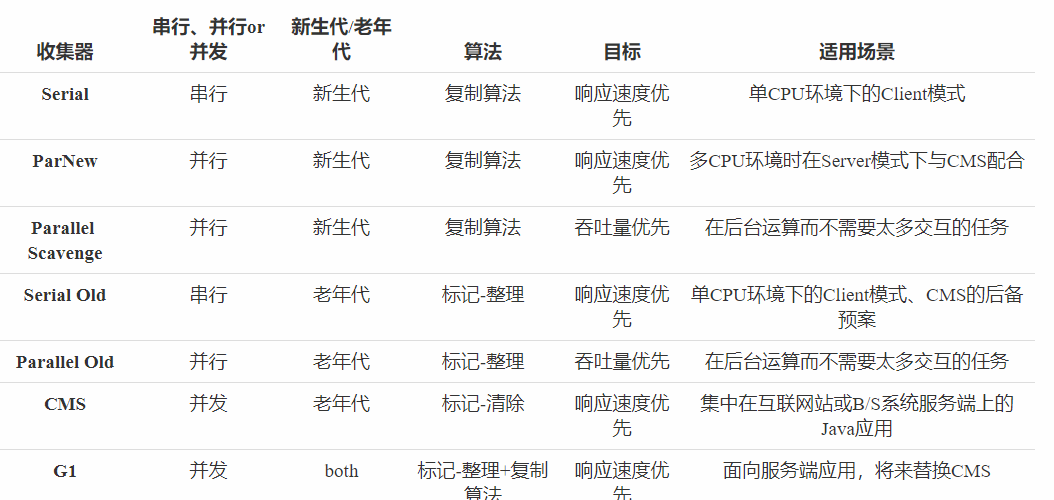 收集器 串行、并行or并发 新生代/老年代 算法 目标 适用场景
Serial 串行 新生代 复制算法 响应速度优先 单CPU环境下的Client模式
ParNew 并行 新生代 复制算法 响应速度优先 多CPU环境时在Server模式下与CMS配合
Parallel Scavenge 并行 新生代 复制算法 吞吐量优先 在后台运算而不需要太多交互的任务
Serial Old 串行 老年代 标记-整理 响应速度优先 单CPU环境下的Client模式、CMS的后备预案
Parallel Old 并行 老年代 标记-整理 吞吐量优先 在后台运算而不需要太多交互的任务
CMS 并发 老年代 标记-清除 响应速度优先 集中在互联网站或B/S系统服务端上的Java应用
G1 并发 both 标记-整理+复制算法 响应速度优先 面向服务端应用，将来替换CMS